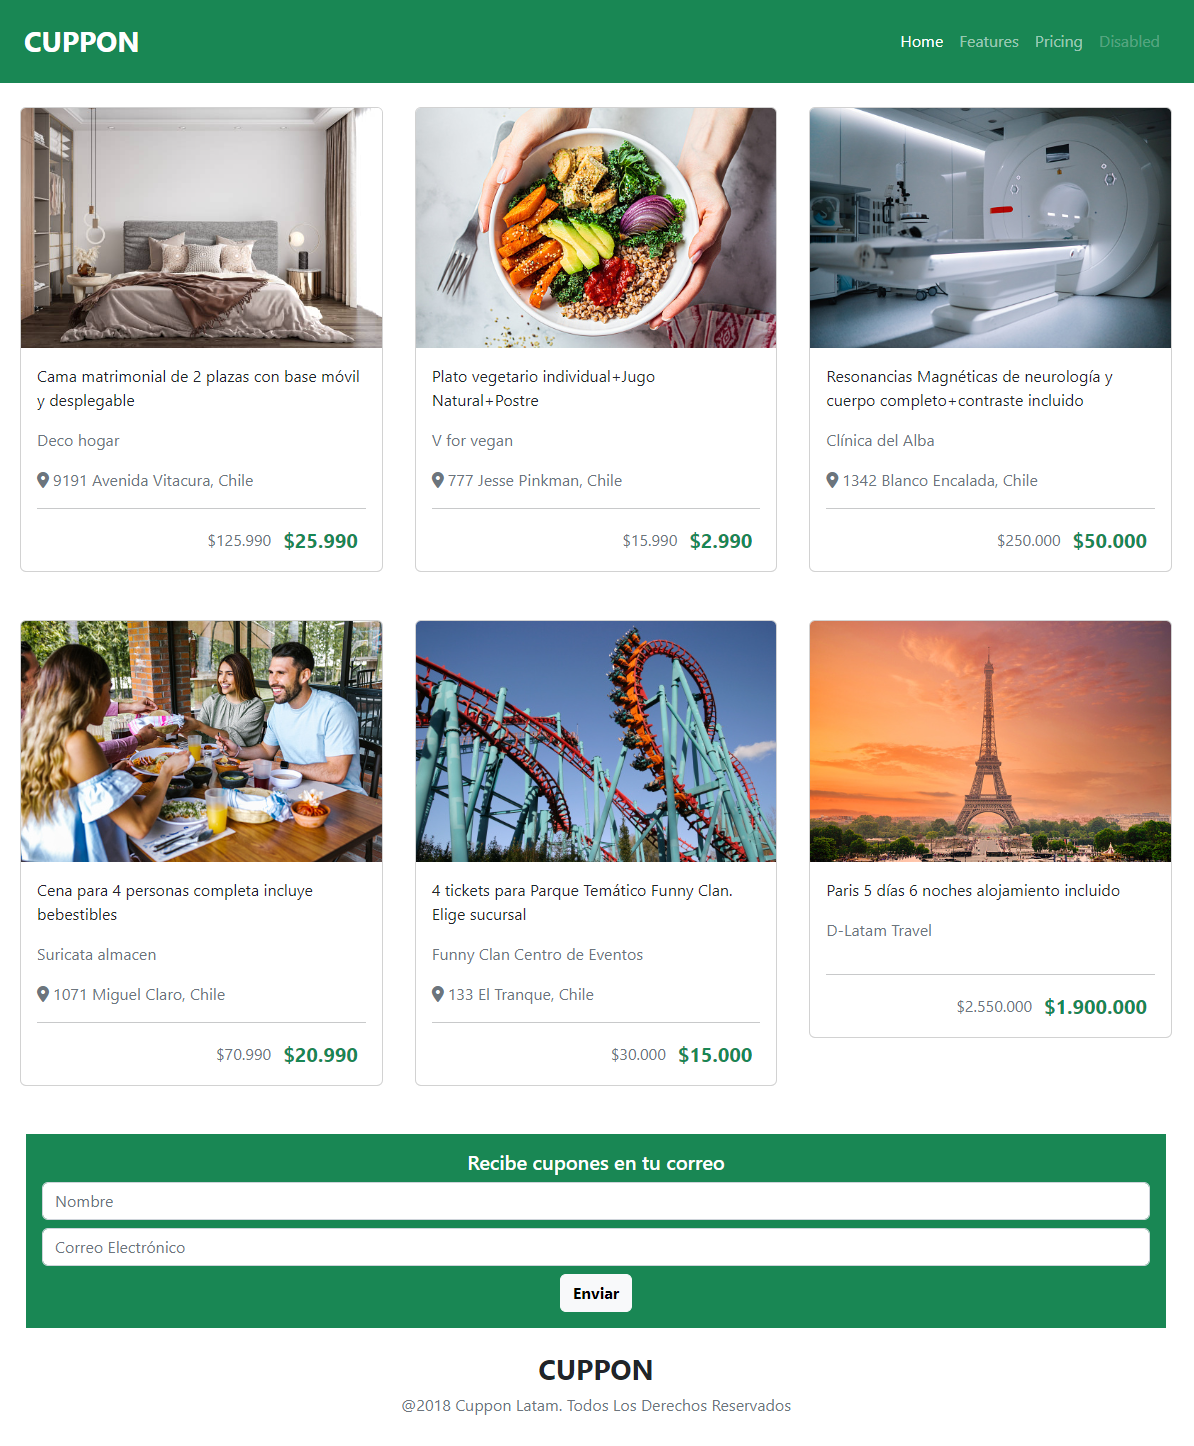 CUPPON
Home Features Pricing Disabled
Cama matrimonial de 2 plazas con base móvil
y desplegable
Deco hogar
9191 Avenida Vitacura, Chile
$125.990 $25.990
Plato vegetario individual+Jugo
Natural+Postre
V for vegan
777 Jesse Pinkman, Chile
$15.990 $2.990
Resonancias Magnéticas de neurología y
cuerpo completo+contraste incluido
Clínica del Alba
1342 Blanco Encalada, Chile
$250.000 $50.000
Cena para 4 personas completa incluye
bebestibles
Suricata almacen
1071 Miguel Claro, Chile
$70.990 $20.990
4 tickets para Parque Temático Funny Clan.
Elige sucursal
Funny Clan Centro de Eventos
133 El Tranque, Chile
$30.000 $15.000
Paris 5 días 6 noches alojamiento incluido
D-Latam Travel
$2.550.000 $1.900.000
Recibe cupones en tu correo
Nombre
Correo Electrónico
Enviar
CUPPON
@2018 Cuppon Latam. Todos Los Derechos Reservados